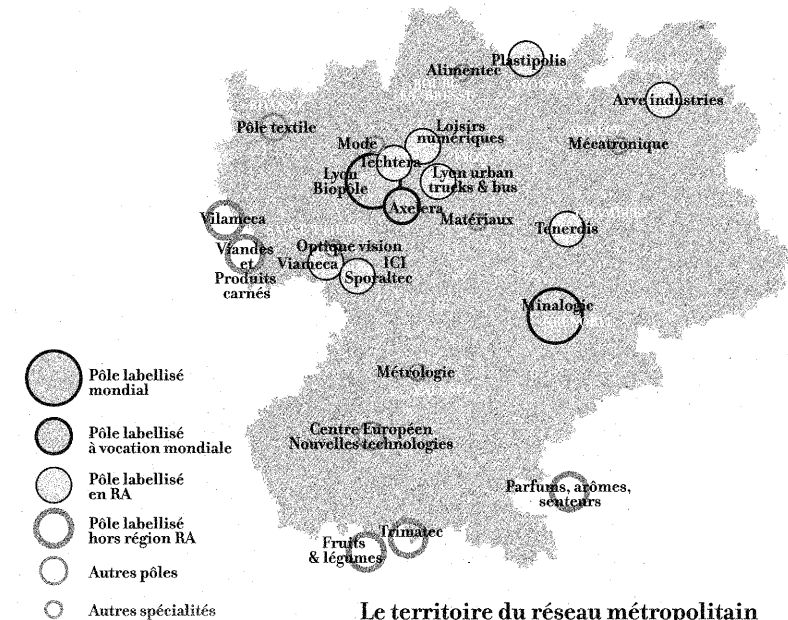 Plastipolis
Alimentec
Arve industries
Pôle textile
Loisirs
numériques
Mode
Mécatronique
Techtera
Lyon
Biopôle
Lyon urban
trucks & bus
Axelera
Matériaux
Vilameca
Tenerdis
Optique vision
Viandes
et
Produits
carnés
Viameca
ICI
Sporaltec
Minalogie
Métrologie
Centre Européen
Nouvelles technologies
Parfums, arômes,
senteurs
Trimatec
Fruits
& légumes
Pôle labellisé
mondial
Pôle labellisé
à vocation mondiale
Pôle labellisé
en RA
Pôle labellisé
hors région RA
Autres pôles
Autres spécialités
Le territoire du réseau métropolitain